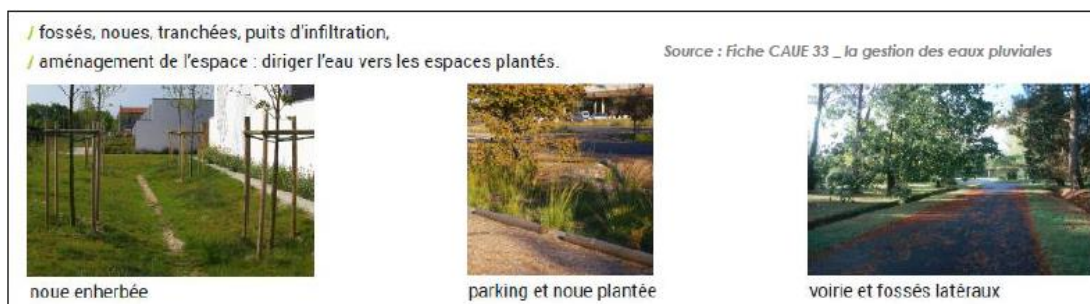 / fossés, noues, tranchées, puits d'infiltration,
/ aménagement de l'espace : diriger l'eau vers les espaces plantés.
Source : Fiche CAUE 33 _ la gestion des eaux pluviales
noue enherbée
parking et noue plantée
voirie et fossés latéraux